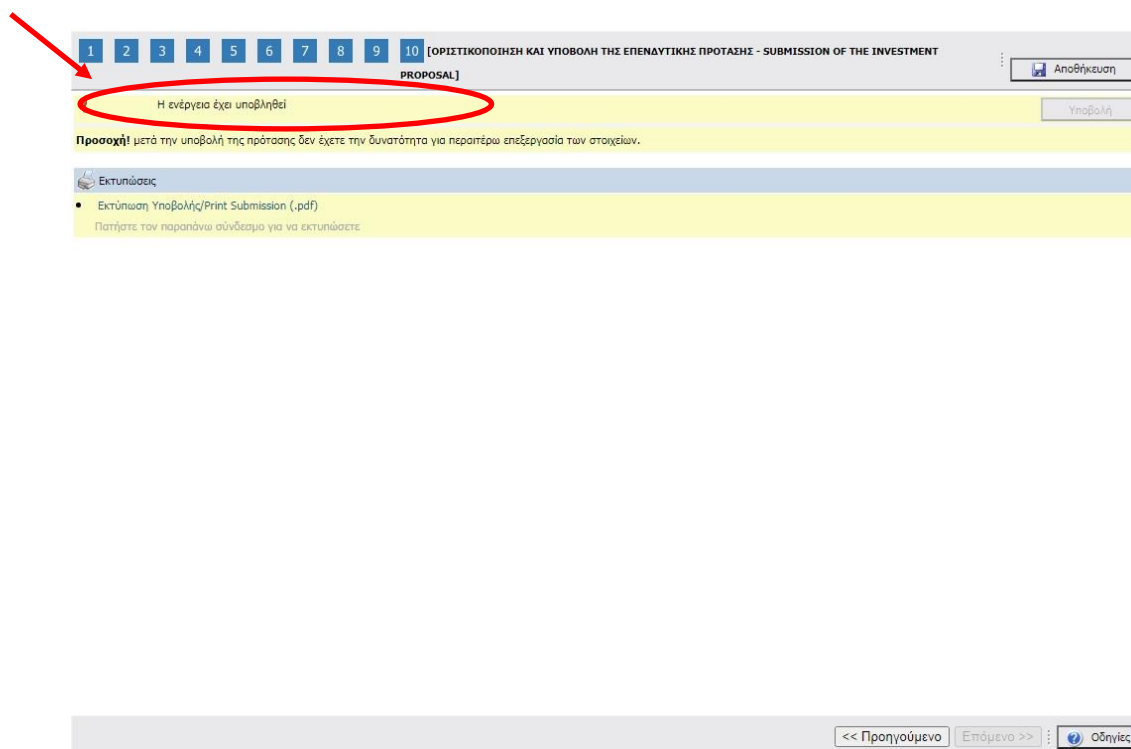 1 2 3 4 5 6 7 8 9 10 [ΟΡΙΣΤΙΚΟΠΟΙΗΣΗ ΚΑΙ ΥΠΟΒΟΛΗ ΤΗΣ ΕΠΕΝΔΥΤΙΚΗΣ ΠΡΟΤΑΣΗΣ - SUBMISSION OF THE INVESTMENT
PROPOSAL]
Αποθήκευση
Η ενέργεια έχει υποβληθεί
Υποβολή
Προσοχή! μετά την υποβολή της πρότασης δεν έχετε την δυνατότητα για περαιτέρω επεξεργασία των στοιχείων.
Εκτυπώσεις
• Εκτύπωση Υποβολής/Print Submission (.pdf)
Πατήστε τον παραπάνω σύνδεσμο για να εκτυπώσετε
<< Προηγούμενο Επόμενο >> Οδηγίες